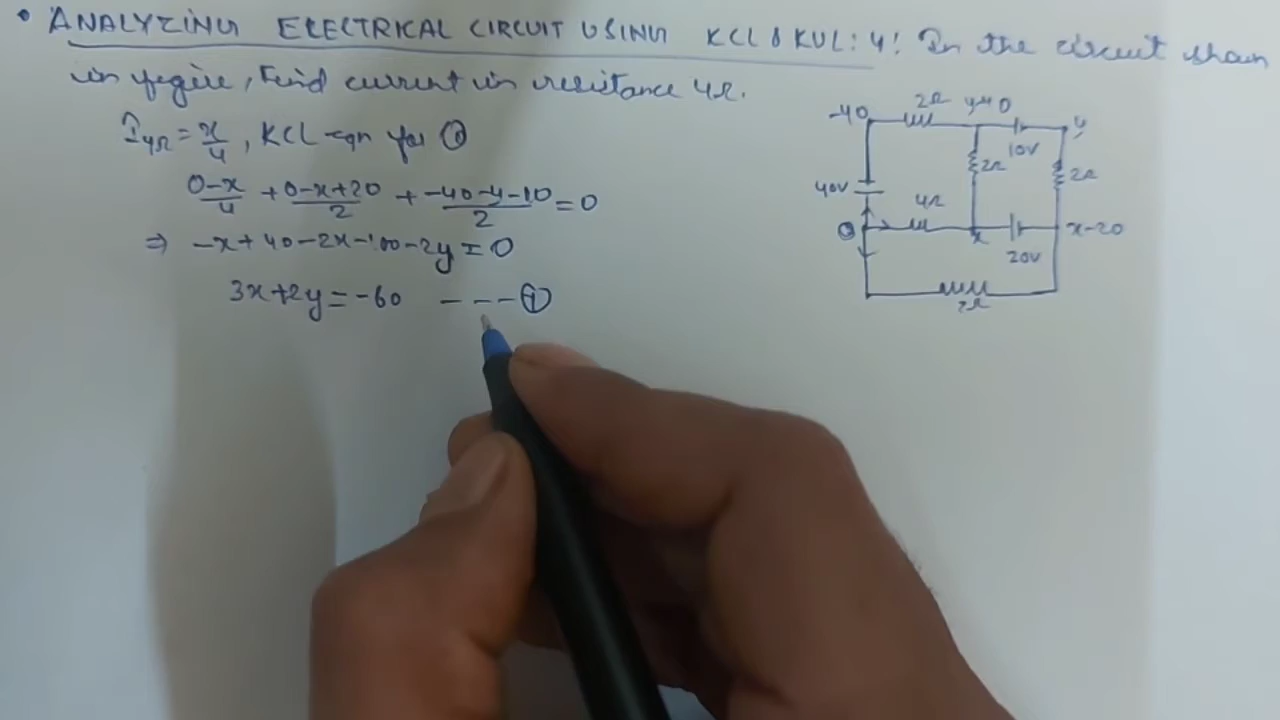 • ANALYZING ELECTRICAL CIRCUIT USING KCL & KVL: 4! In the circuit shown
in figure, Find current in resistance 4Ω.
I4Ω = x/4, KCL eqn for 0
(0-x)/4 + (0-x+20)/2 + (-40-y-10)/2 = 0
⇒ -x+40-2x-100-2y=0
3x+2y=-60 ---①
-40 2Ω y+10 y
10V
40V 2Ω 2Ω
4Ω
0 x x-20
20V
2Ω